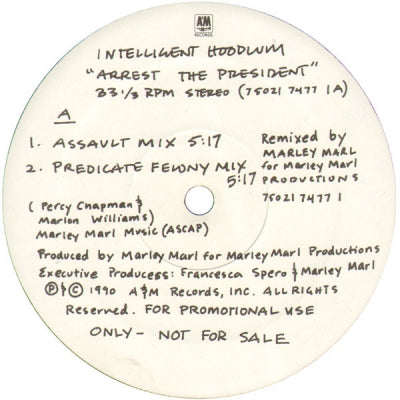 A&M
RECORDS
INTELLIGENT HOODLUM
"ARREST THE PRESIDENT"
33 1/3 RPM STEREO (75021 7477 1A)
A
1. ASSAULT MIX 5:17
2. PREDICATE FELONY MIX 5:17
Remixed by
MARLEY MARL
for Marley Marl
PRODUCTIONS
75021 7477 1
(Percy Chapman &
Marlon Williams)
Marley Marl Music (ASCAP)
Produced by Marley Marl for Marley Marl Productions
Executive Producess: Francesca Spero & Marley Marl
℗ & © 1990 A&M Records, Inc. ALL RIGHTS
Reserved. FOR PROMOTIONAL USE
ONLY - NOT FOR SALE